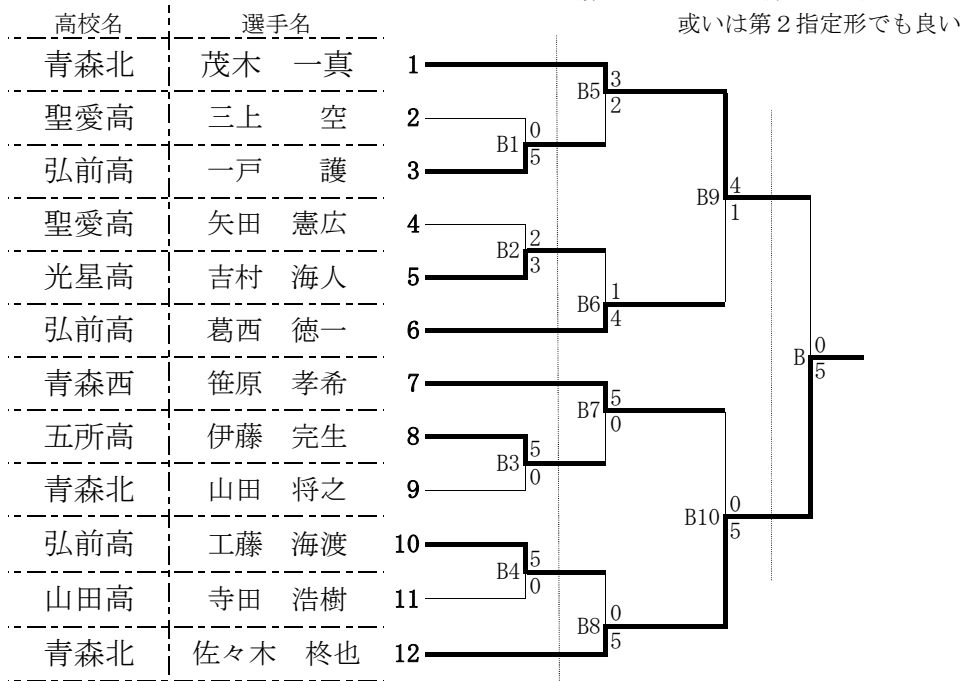 或いは第２指定形でも良い
高校名 選手名
青森北 茂木 一真 1
聖愛高 三上 空 2
弘前高 一戸 護 3
聖愛高 矢田 憲広 4
光星高 吉村 海人 5
弘前高 葛西 徳一 6
青森西 笹原 孝希 7
五所高 伊藤 完生 8
青森北 山田 将之 9
弘前高 工藤 海渡 10
山田高 寺田 浩樹 11
青森北 佐々木 柊也 12
B1 0 5
B2 2 3
B3 5 0
B4 5 0
B5 3 2
B6 1 4
B7 5 0
B8 0 5
B9 4 1
B10 0 5
B 0 5